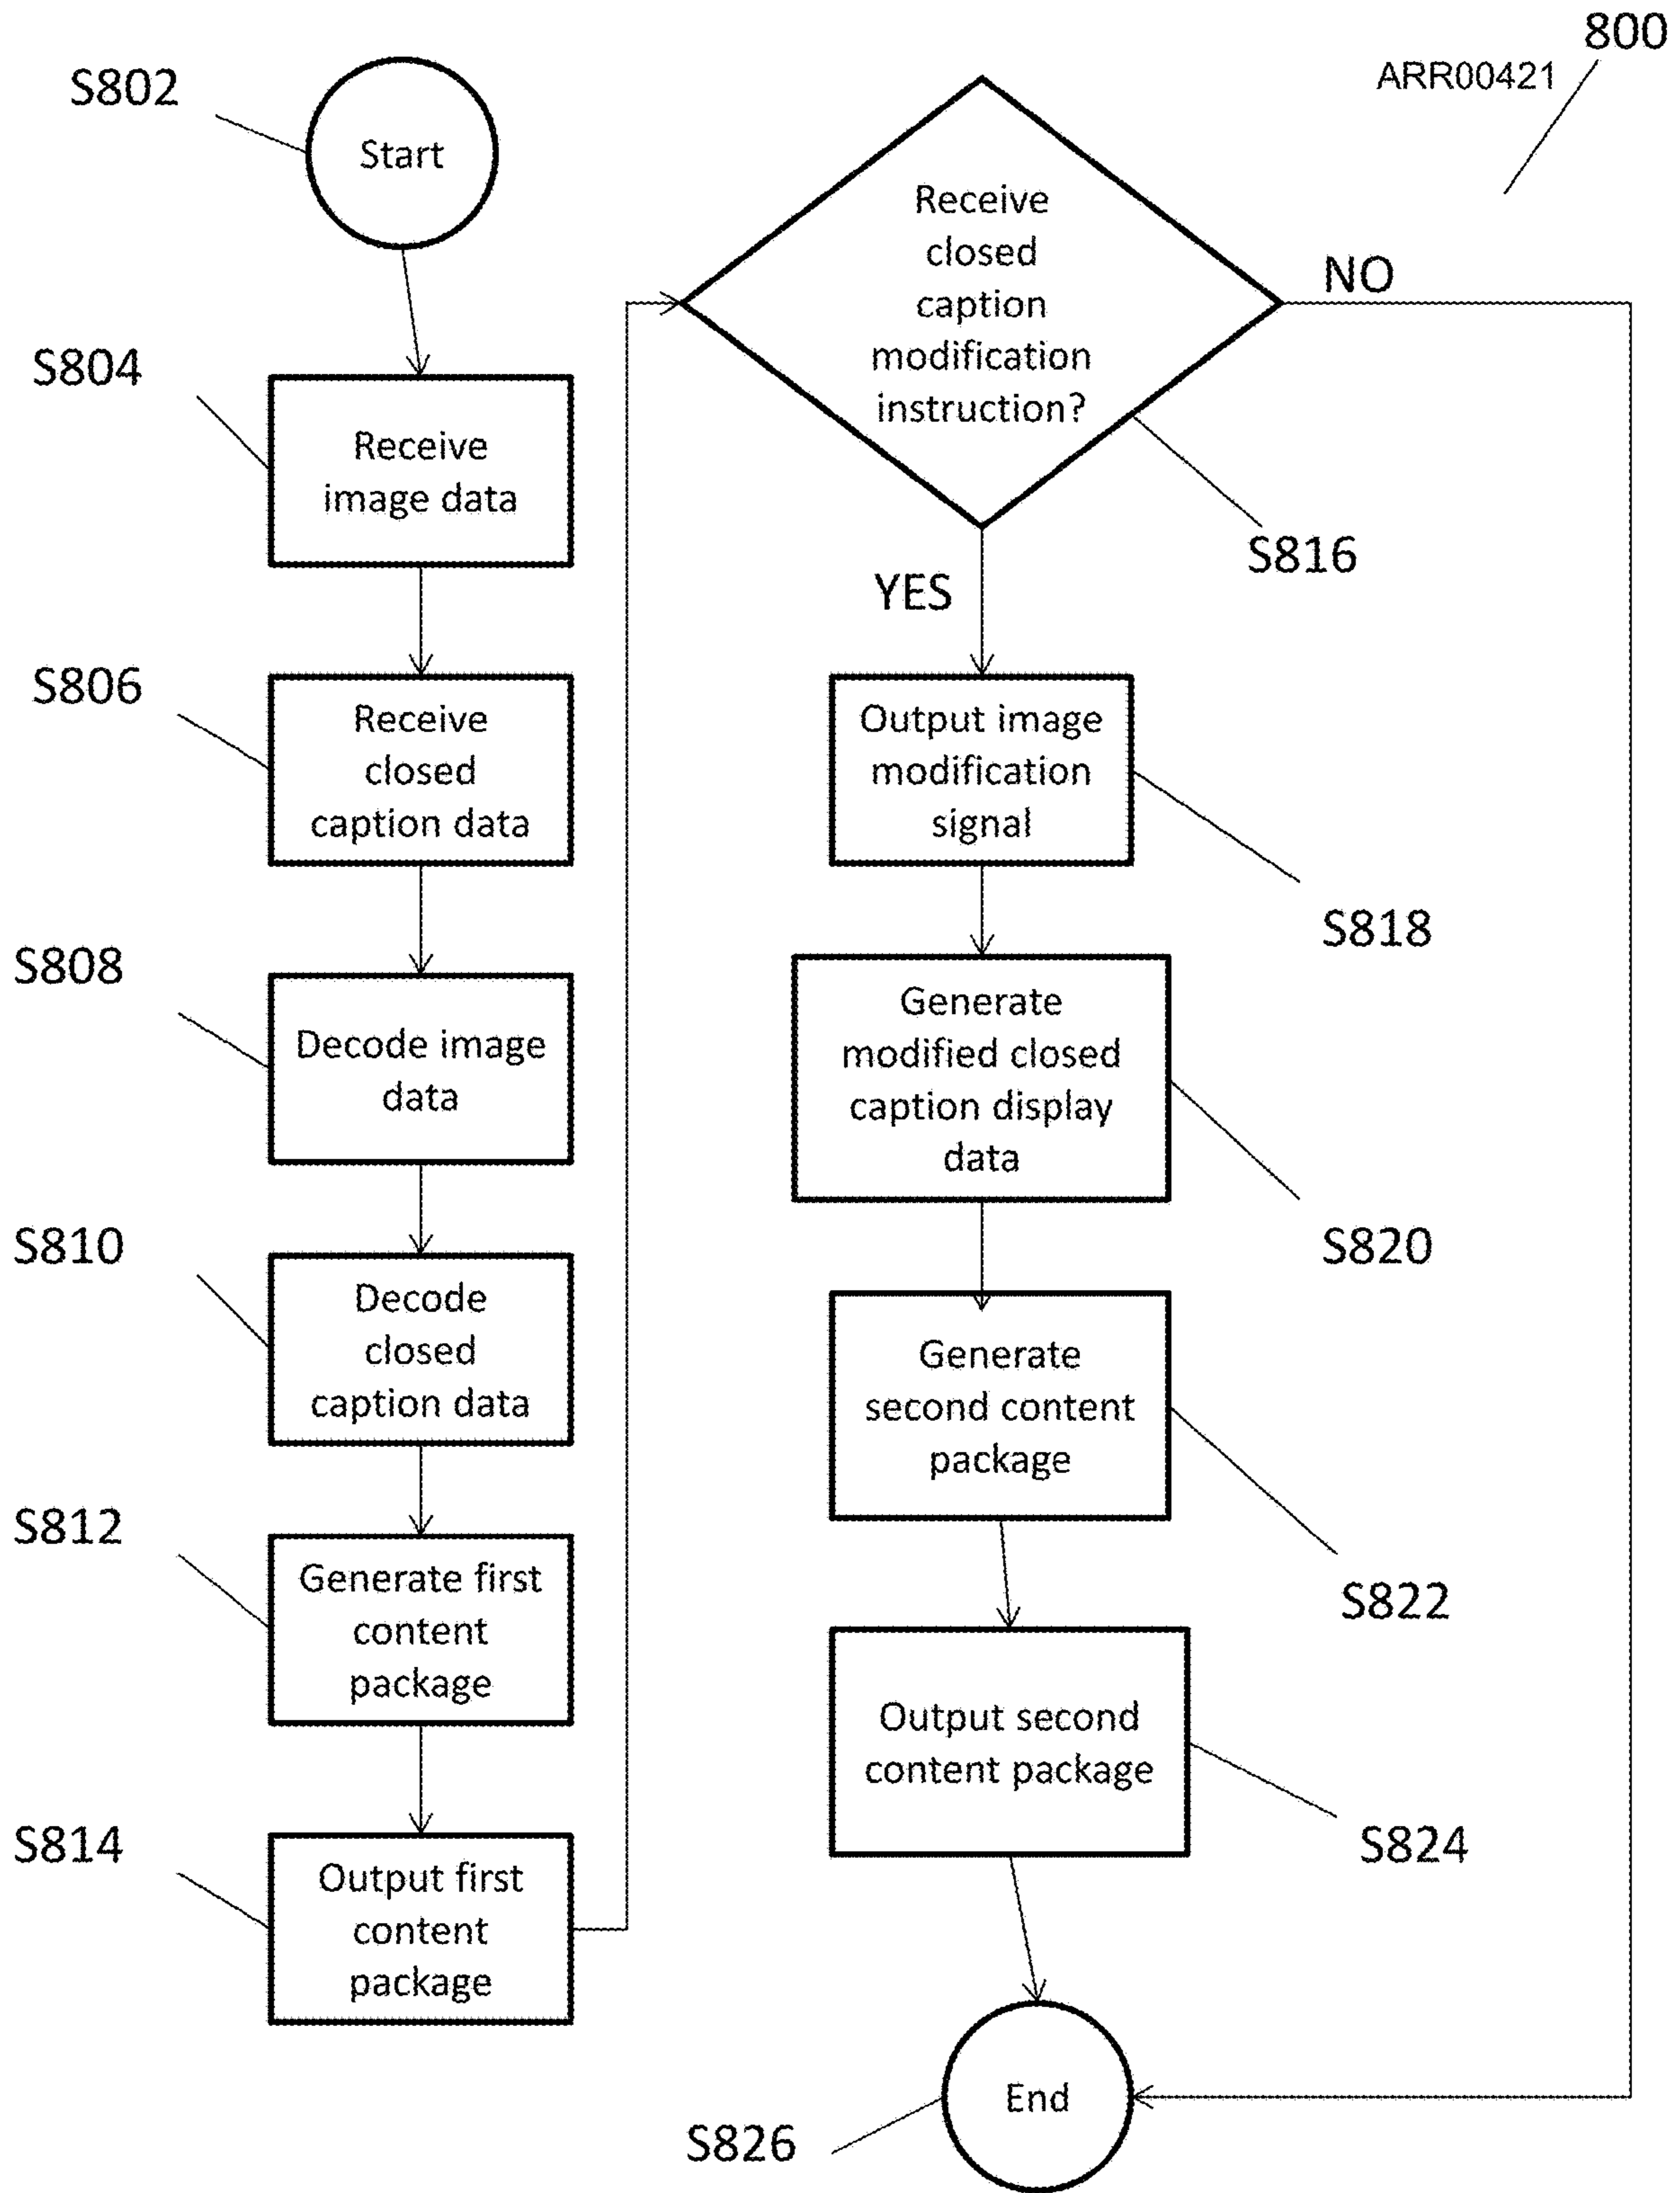 S802
Start
S804
Receive
image data
S806
Receive
closed
caption data
S808
Decode image
data
S810
Decode
closed
caption data
S812
Generate first
content
package
S814
Output first
content
package
800
ARR00421
Receive
closed
caption
modification
instruction?
NO
S816
YES
Output image
modification
signal
S818
Generate
modified closed
caption display
data
S820
Generate
second content
package
S822
Output second
content package
S824
End
S826